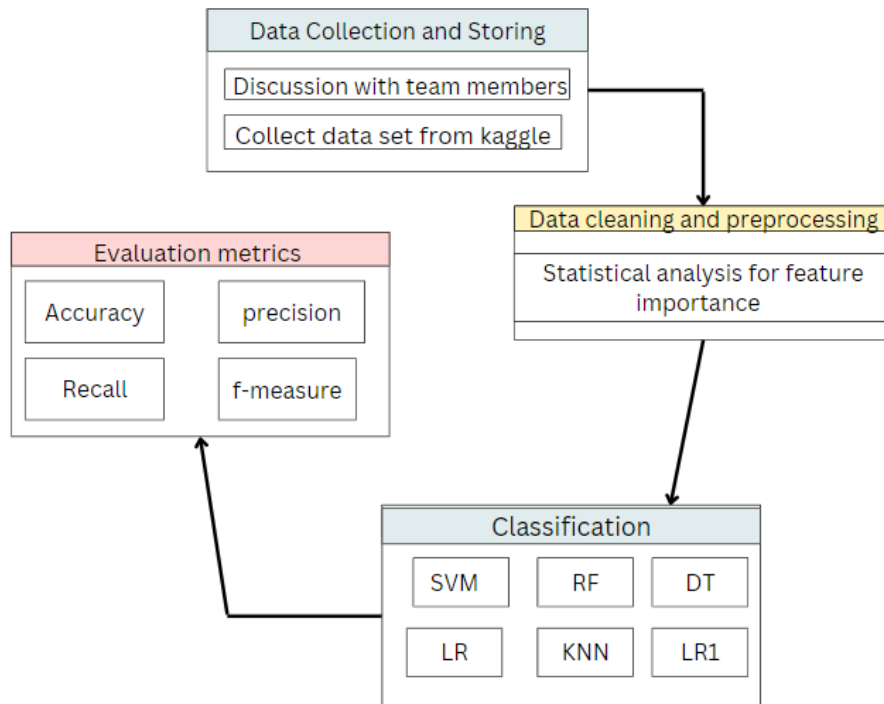 Data Collection and Storing
Discussion with team members
Collect data set from kaggle
Data cleaning and preprocessing
Statistical analysis for feature
importance
Classification
SVM
RF
DT
LR
KNN
LR1
Evaluation metrics
Accuracy
precision
Recall
f-measure